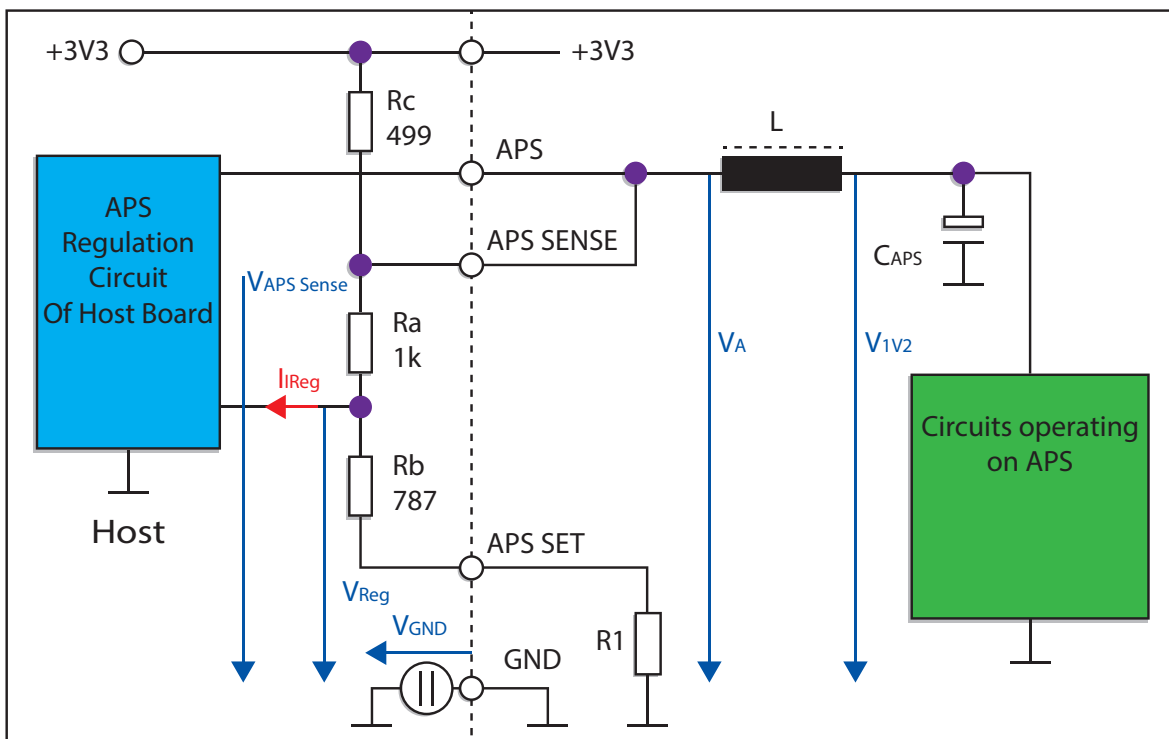 +3V3
+3V3
Rc
499
L
APS
APS
Regulation
Circuit
Of Host Board
APS SENSE
CAPS
VAPS Sense
Ra
1k
VA
V1V2
IIReg
Circuits operating
on APS
Rb
787
Host
APS SET
VReg
VGND
GND
R1